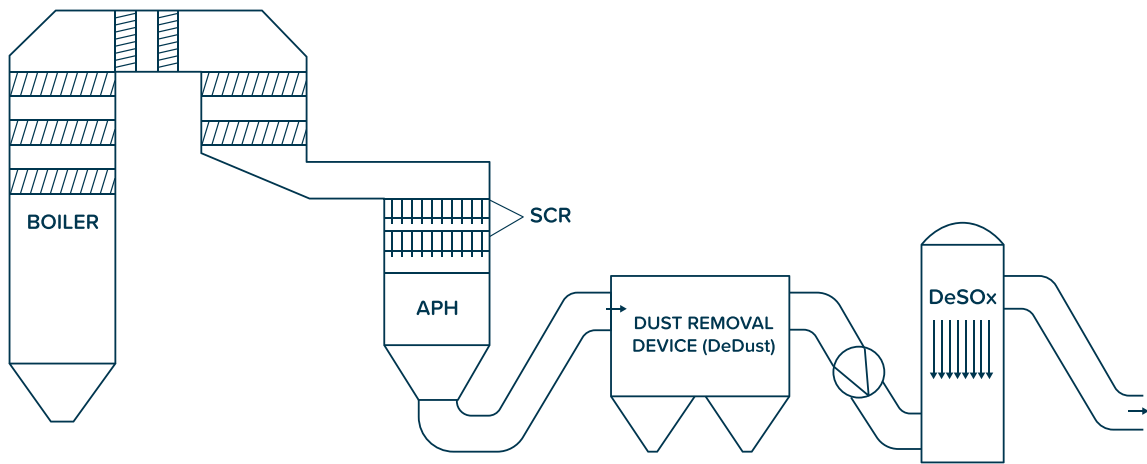 BOILER
SCR
APH
DUST REMOVAL
DEVICE (DeDust)
DeSOx